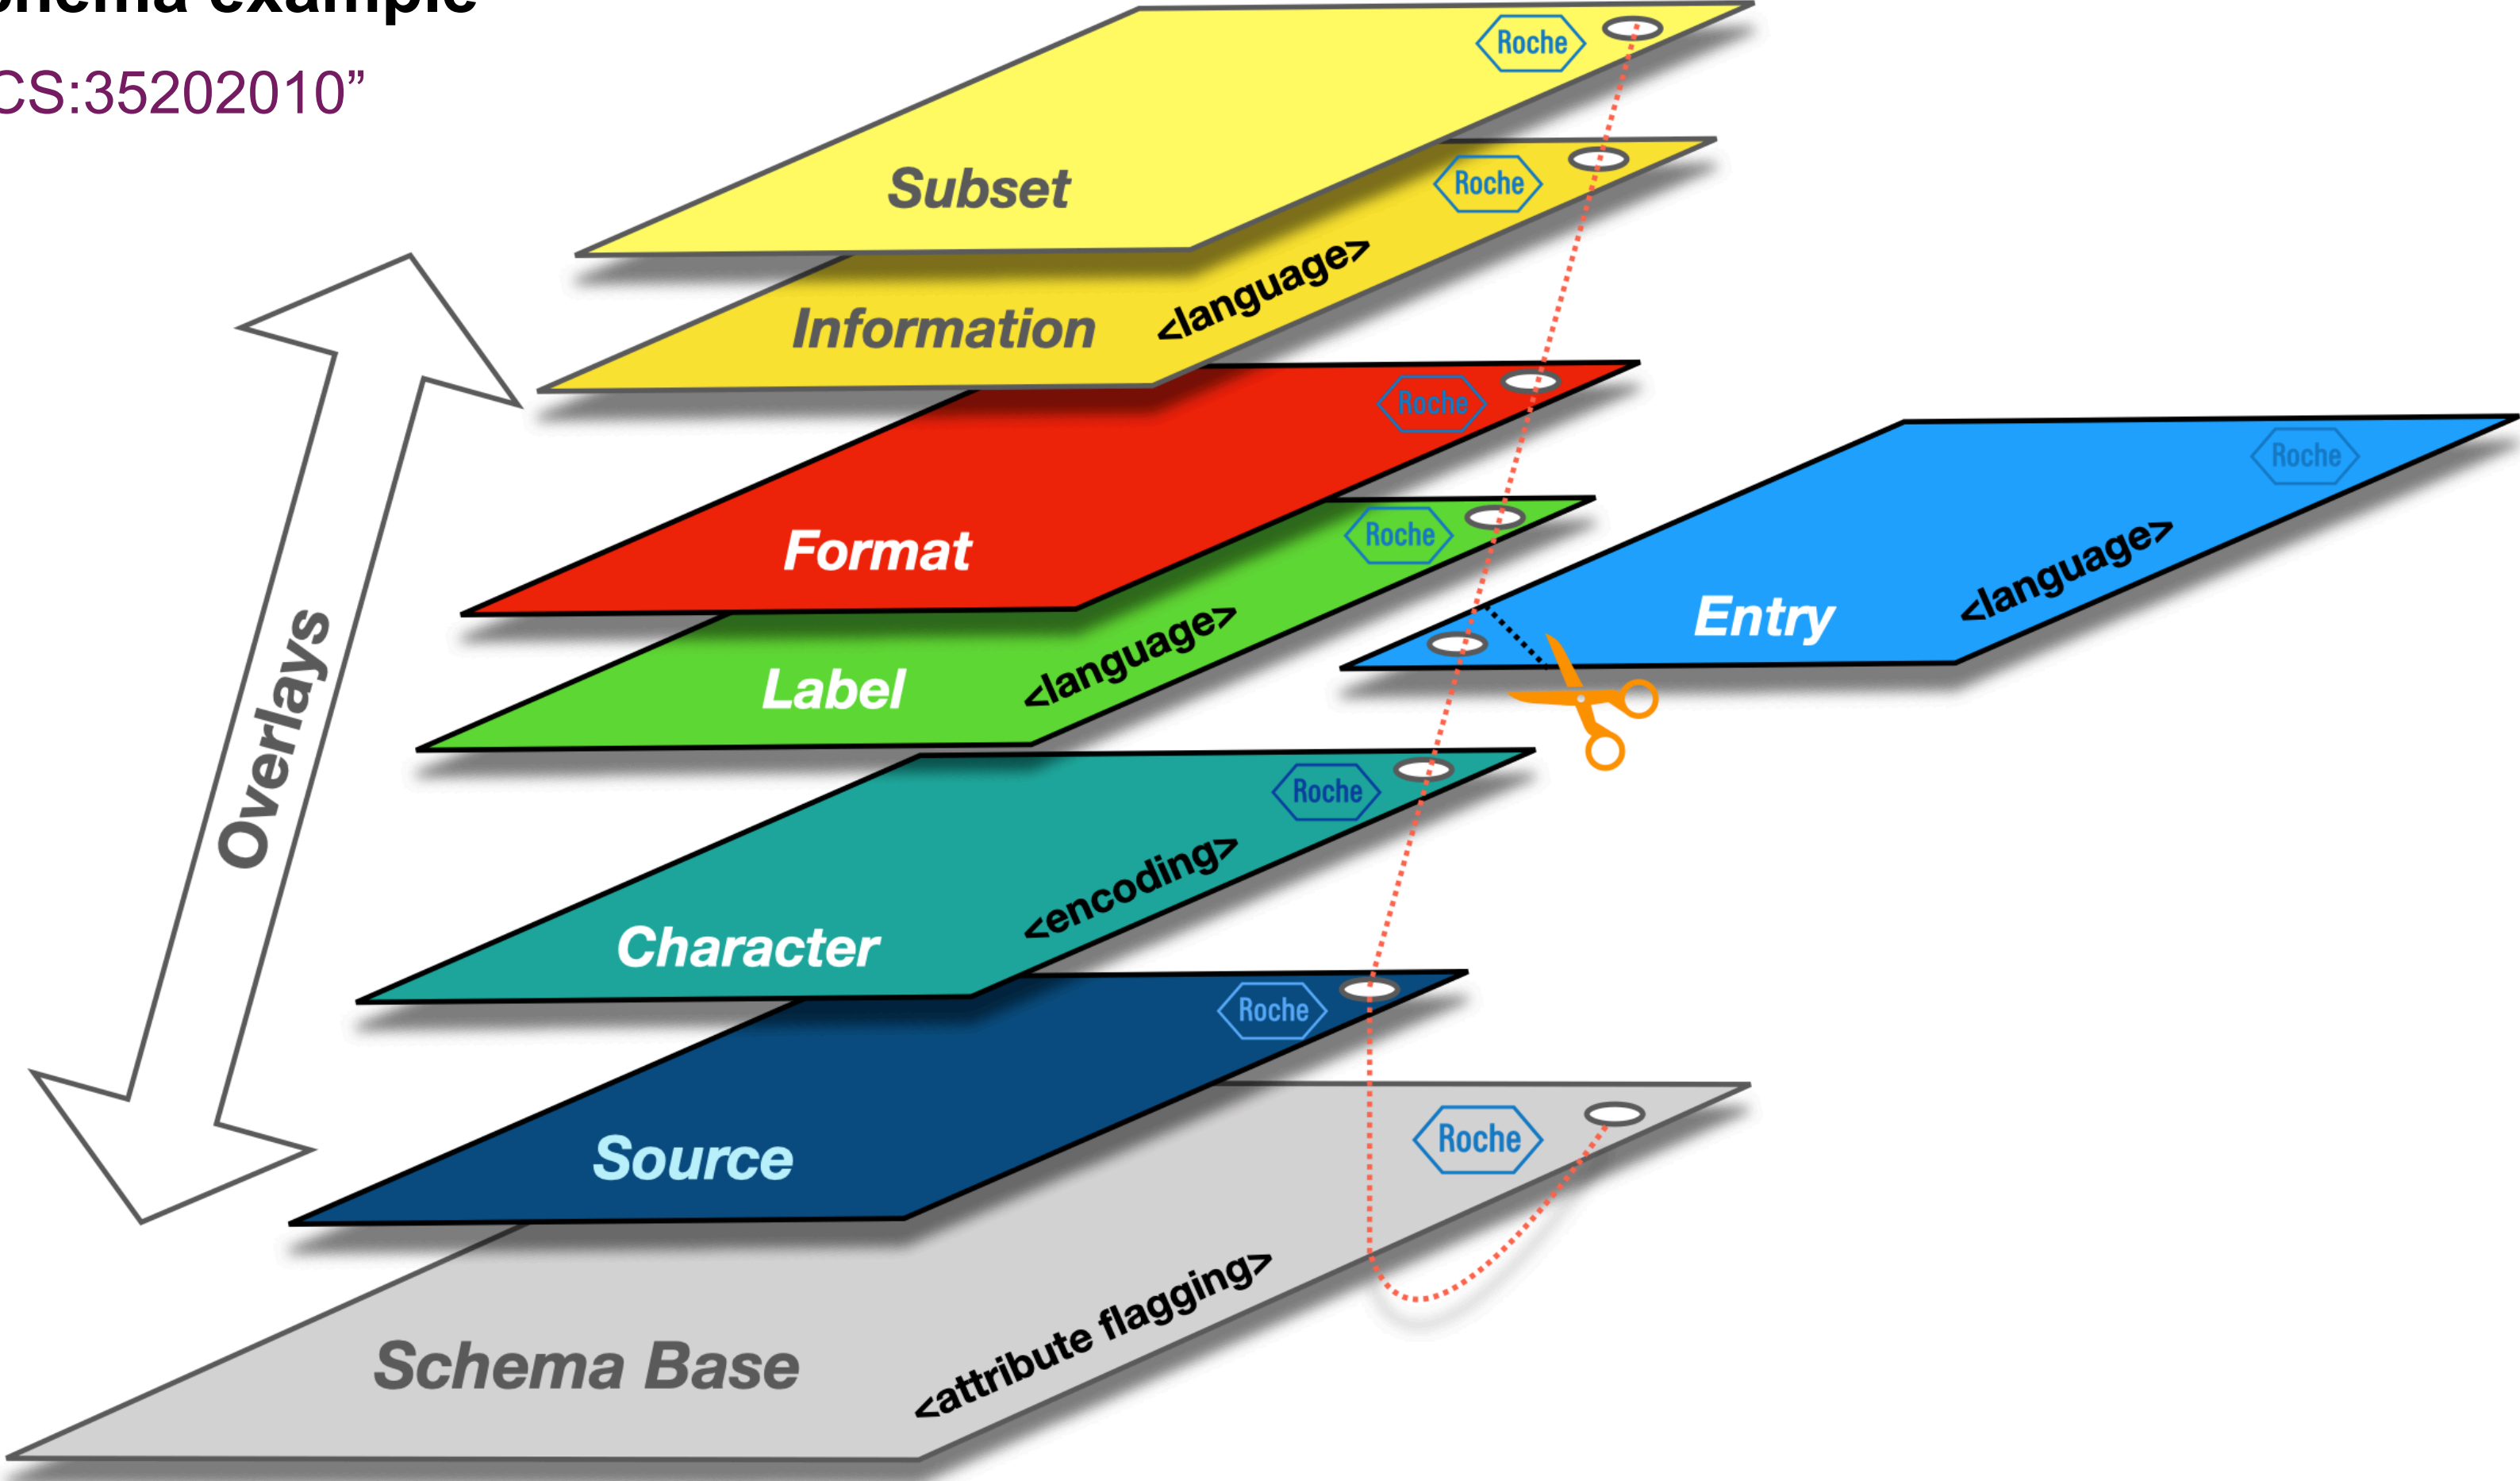 CS:35202010”
example
Roche
Subset
Roche
<language>
Information
Roche
Format
Roche
<language>
Label
Roche
<language>
Entry
Overlays
Roche
<encoding>
Character
Roche
Source
Roche
<attribute flagging>
Schema Base